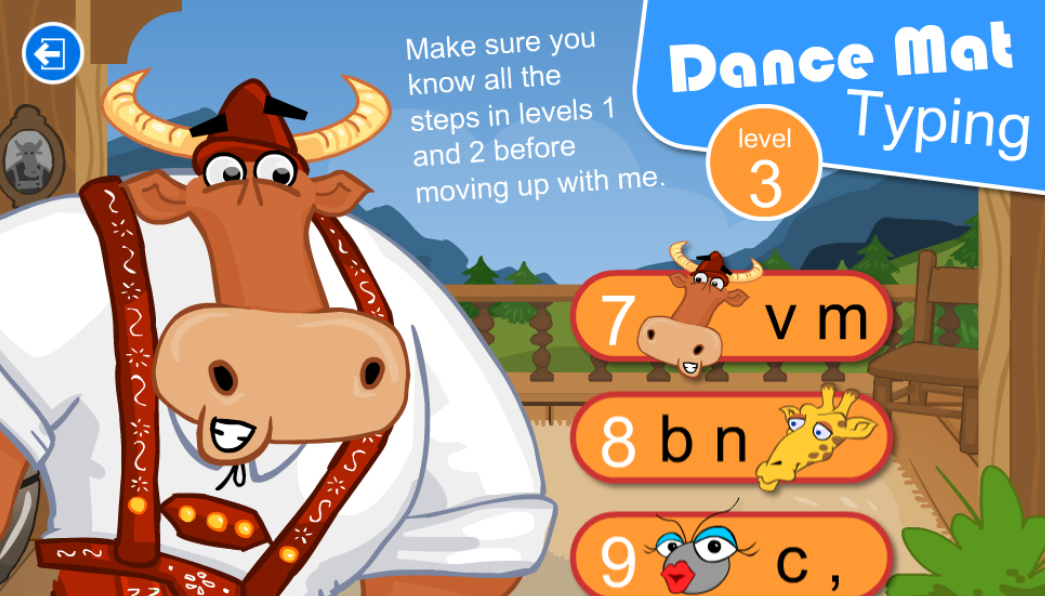 Make sure you
know all the
steps in levels 1
and 2 before
moving up with me.
Dance Mat
Typing
level
3
7 v m
8 b n
9 c ,